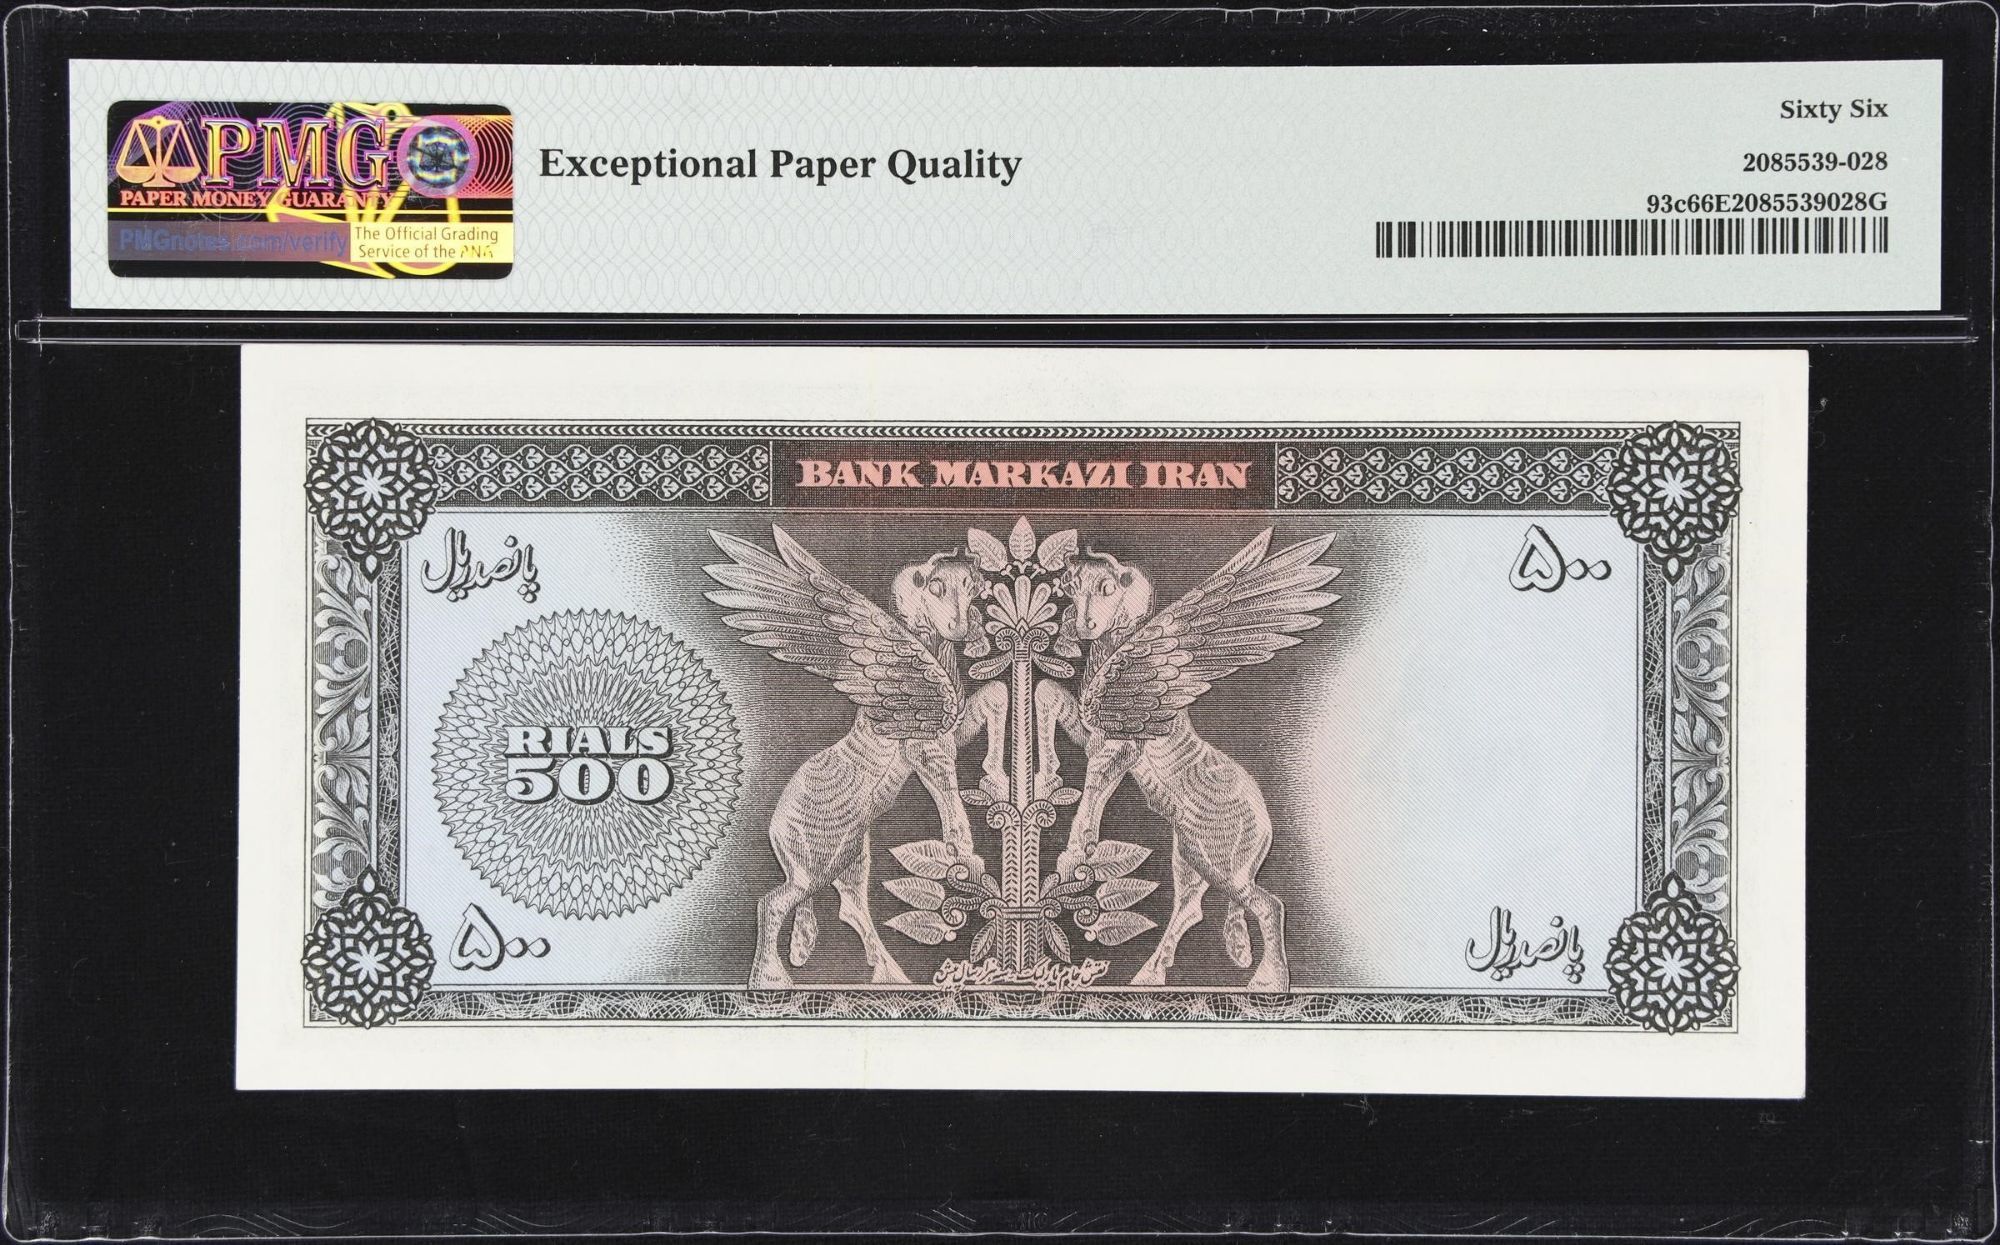 PMG
PAPER MONEY GUARANTY
PMGnotes.com/verify
The Official Grading
Service of the PNG
Exceptional Paper Quality
Sixty Six
2085539-028
93c66E2085539028G
BANK MARKAZI IRAN
پانصد ریال
۵۰۰
RIALS
500
۵۰۰
پانصد ریال